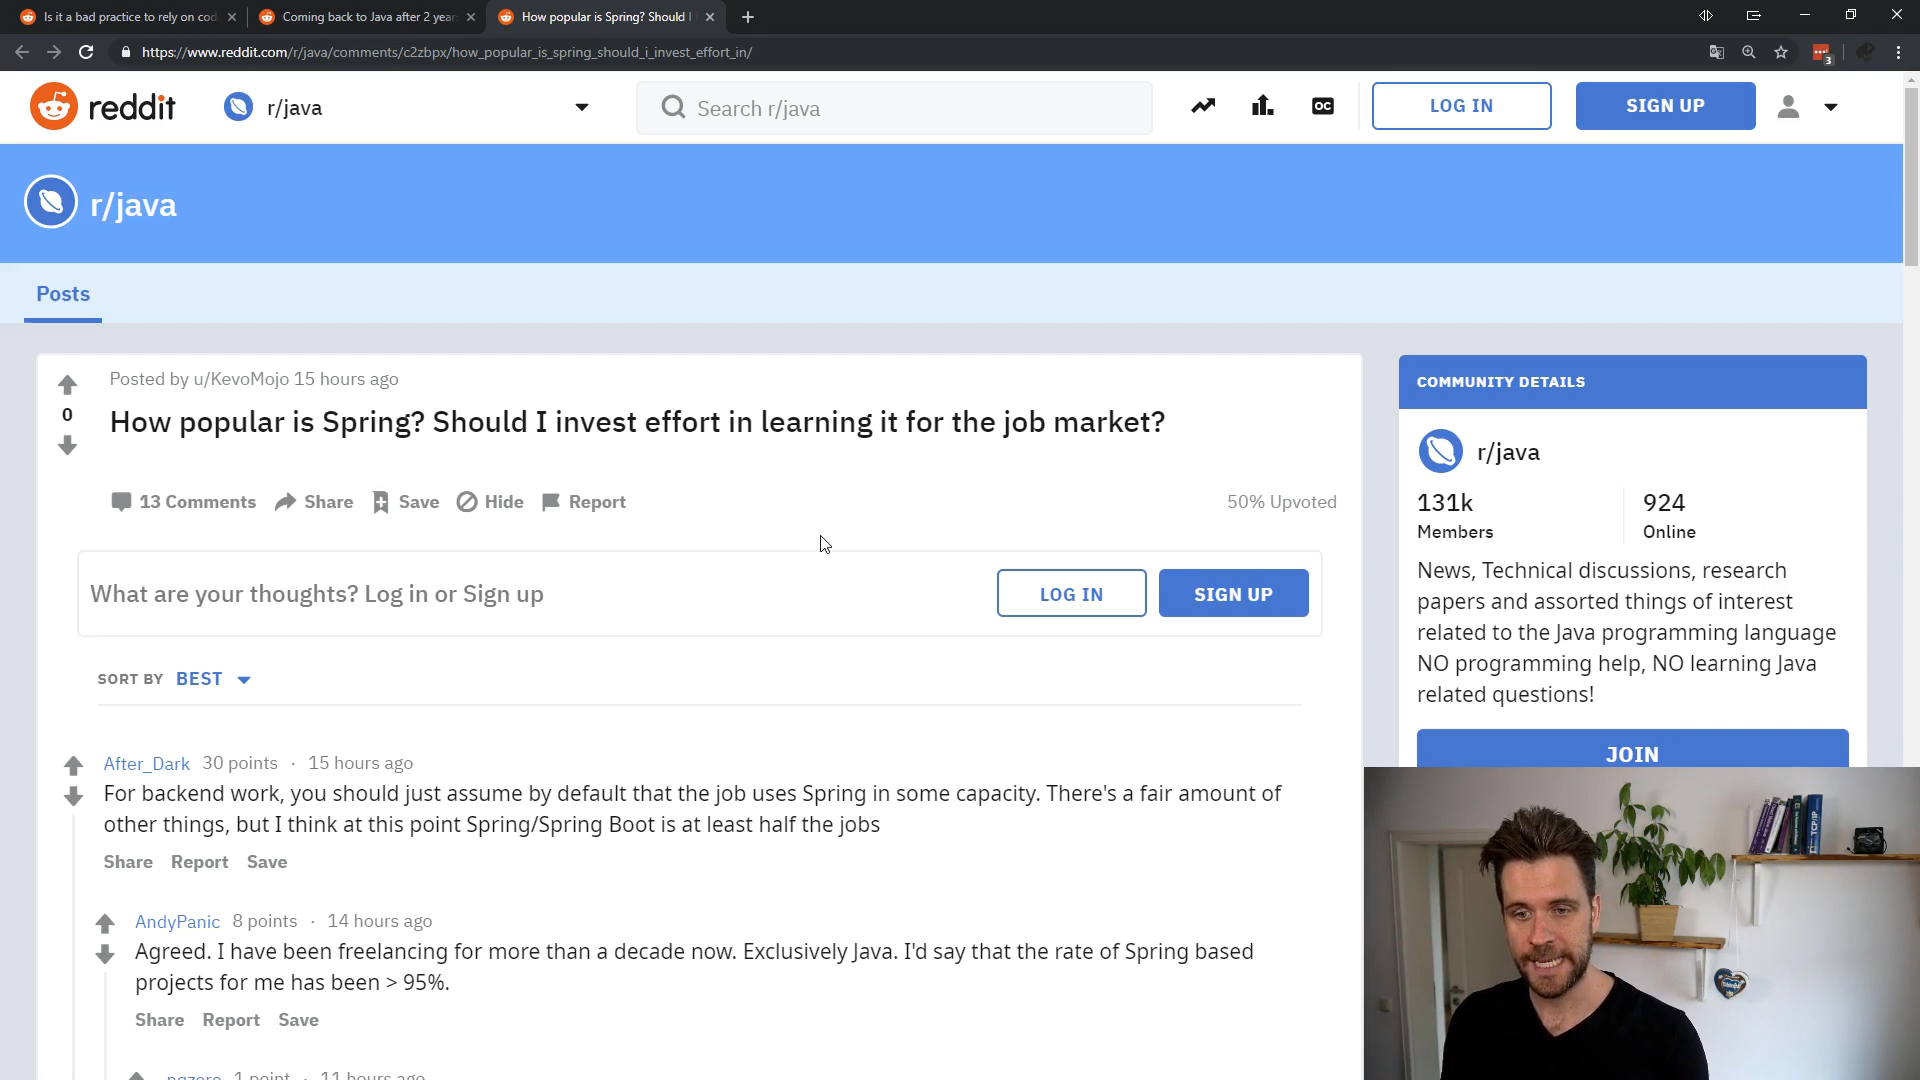 Is it a bad practice to rely on cod
Coming back to Java after 2 year
How popular is Spring? Should I
https://www.reddit.com/r/java/comments/c2zbpx/how_popular_is_spring_should_i_invest_effort_in/
3
reddit
r/java
Search r/java
OC
LOG IN
SIGN UP
r/java
Posts
Posted by u/KevoMojo 15 hours ago
0
How popular is Spring? Should I invest effort in learning it for the job market?
13 Comments Share Save Hide Report
50% Upvoted
What are your thoughts? Log in or Sign up
LOG IN
SIGN UP
SORT BY BEST
After_Dark 30 points · 15 hours ago
For backend work, you should just assume by default that the job uses Spring in some capacity. There's a fair amount of
other things, but I think at this point Spring/Spring Boot is at least half the jobs
Share Report Save
AndyPanic 8 points · 14 hours ago
Agreed. I have been freelancing for more than a decade now. Exclusively Java. I'd say that the rate of Spring based
projects for me has been > 95%.
Share Report Save
1 point · 11 hours ago
COMMUNITY DETAILS
r/java
131k
Members
924
Online
News, Technical discussions, research
papers and assorted things of interest
related to the Java programming language
NO programming help, NO learning Java
related questions!
JOIN
TCP/IP